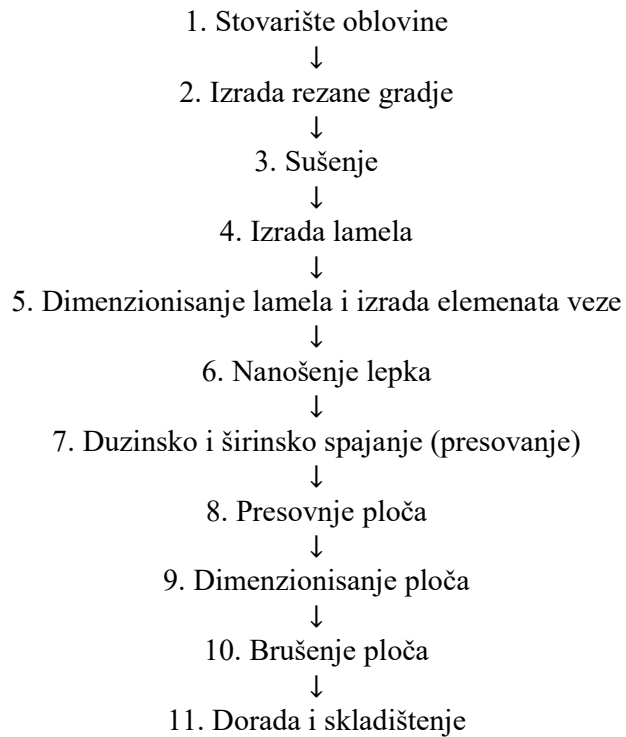 1. Stovarište oblovine
↓
2. Izrada rezane gradje
↓
3. Sušenje
↓
4. Izrada lamela
↓
5. Dimenzionisanje lamela i izrada elemenata veze
↓
6. Nanošenje lepka
↓
7. Duzinsko i širinsko spajanje (presovanje)
↓
8. Presovnje ploča
↓
9. Dimenzionisanje ploča
↓
10. Brušenje ploča
↓
11. Dorada i skladištenje